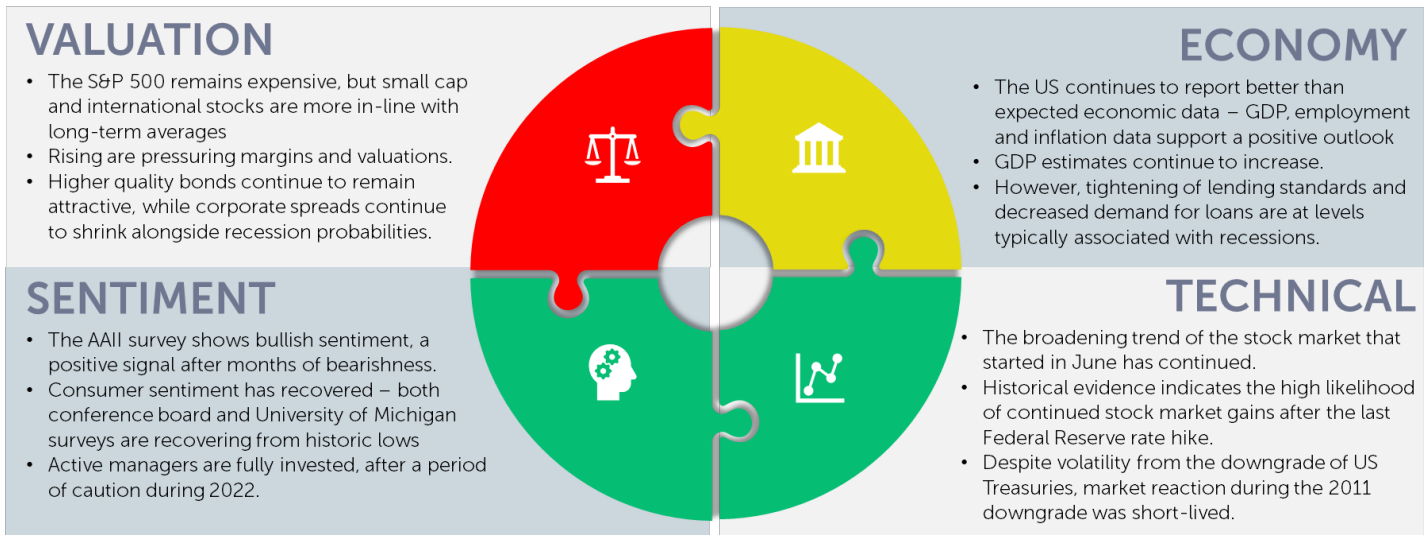 VALUATION
• The S&P 500 remains expensive, but small cap
and international stocks are more in-line with
long-term averages
• Rising are pressuring margins and valuations.
• Higher quality bonds continue to remain
attractive, while corporate spreads continue
to shrink alongside recession probabilities.
ECONOMY
• The US continues to report better than
expected economic data – GDP, employment
and inflation data support a positive outlook
• GDP estimates continue to increase.
• However, tightening of lending standards and
decreased demand for loans are at levels
typically associated with recessions.
SENTIMENT
• The AAII survey shows bullish sentiment, a
positive signal after months of bearishness.
• Consumer sentiment has recovered – both
conference board and University of Michigan
surveys are recovering from historic lows
• Active managers are fully invested, after a period
of caution during 2022.
TECHNICAL
• The broadening trend of the stock market that
started in June has continued.
• Historical evidence indicates the high likelihood
of continued stock market gains after the last
Federal Reserve rate hike.
• Despite volatility from the downgrade of US
Treasuries, market reaction during the 2011
downgrade was short-lived.